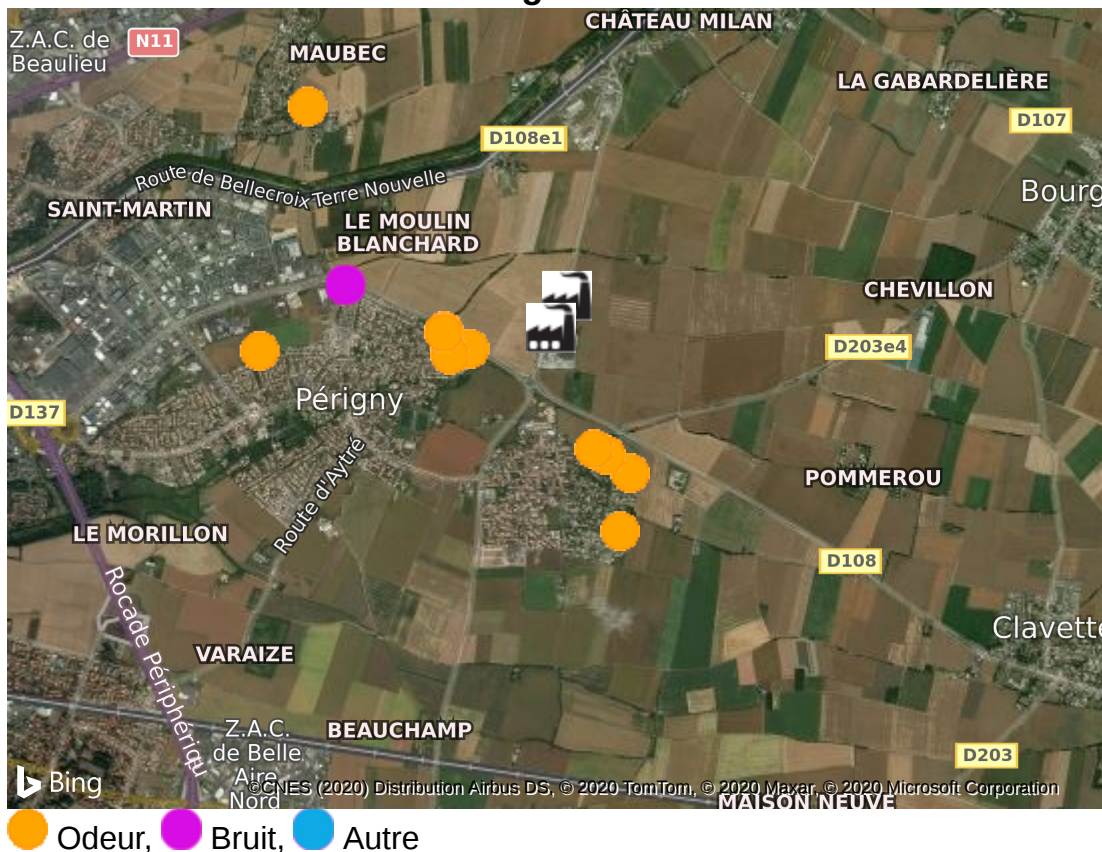 CHÂTEAU MILAN
Z.A.C. de
Beaulieu
N11
MAUBEC
LA GABARDELIÈRE
D107
D108e1
Route de Bellecroix
Terre Nouvelle
SAINT-MARTIN
Bourg
LE MOULIN
BLANCHARD
CHEVILLON
D203e4
Périgny
D137
Route d'Aytré
POMMEROU
LE MORILLON
D108
Rocade Périphériqu
Clavette
VARAIZE
Z.A.C.
de Belle
Aire
Nord
BEAUCHAMP
D203
Bing
©CNES (2020) Distribution Airbus DS, © 2020 TomTom, © 2020 Maxar, © 2020 Microsoft Corporation
MAISON NEUVE
Odeur, Bruit, Autre